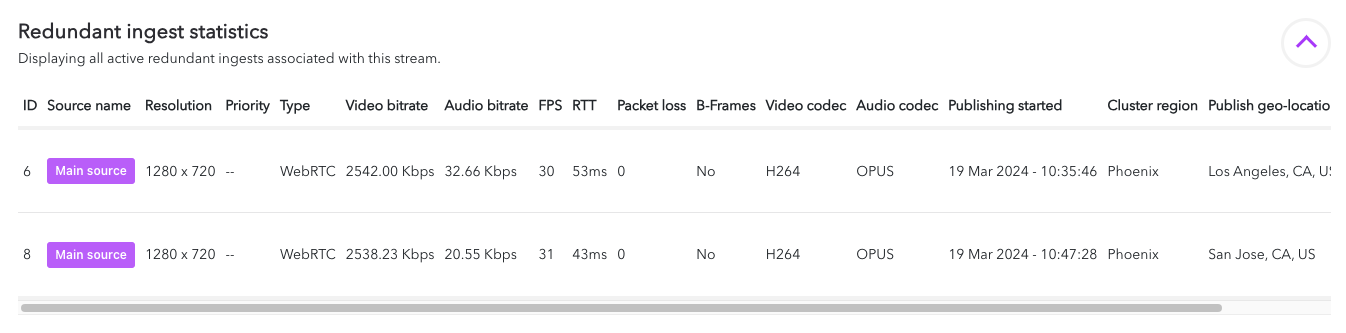 Redundant ingest statistics
Displaying all active redundant ingests associated with this stream.
ID Source name Resolution Priority Type Video bitrate Audio bitrate FPS RTT Packet loss B-Frames Video codec Audio codec Publishing started Cluster region Publish geo-locatio
6 Main source 1280 x 720 -- WebRTC 2542.00 Kbps 32.66 Kbps 30 53ms 0 No H264 OPUS 19 Mar 2024 - 10:35:46 Phoenix Los Angeles, CA, US
8 Main source 1280 x 720 -- WebRTC 2538.23 Kbps 20.55 Kbps 31 43ms 0 No H264 OPUS 19 Mar 2024 - 10:47:28 Phoenix San Jose, CA, US